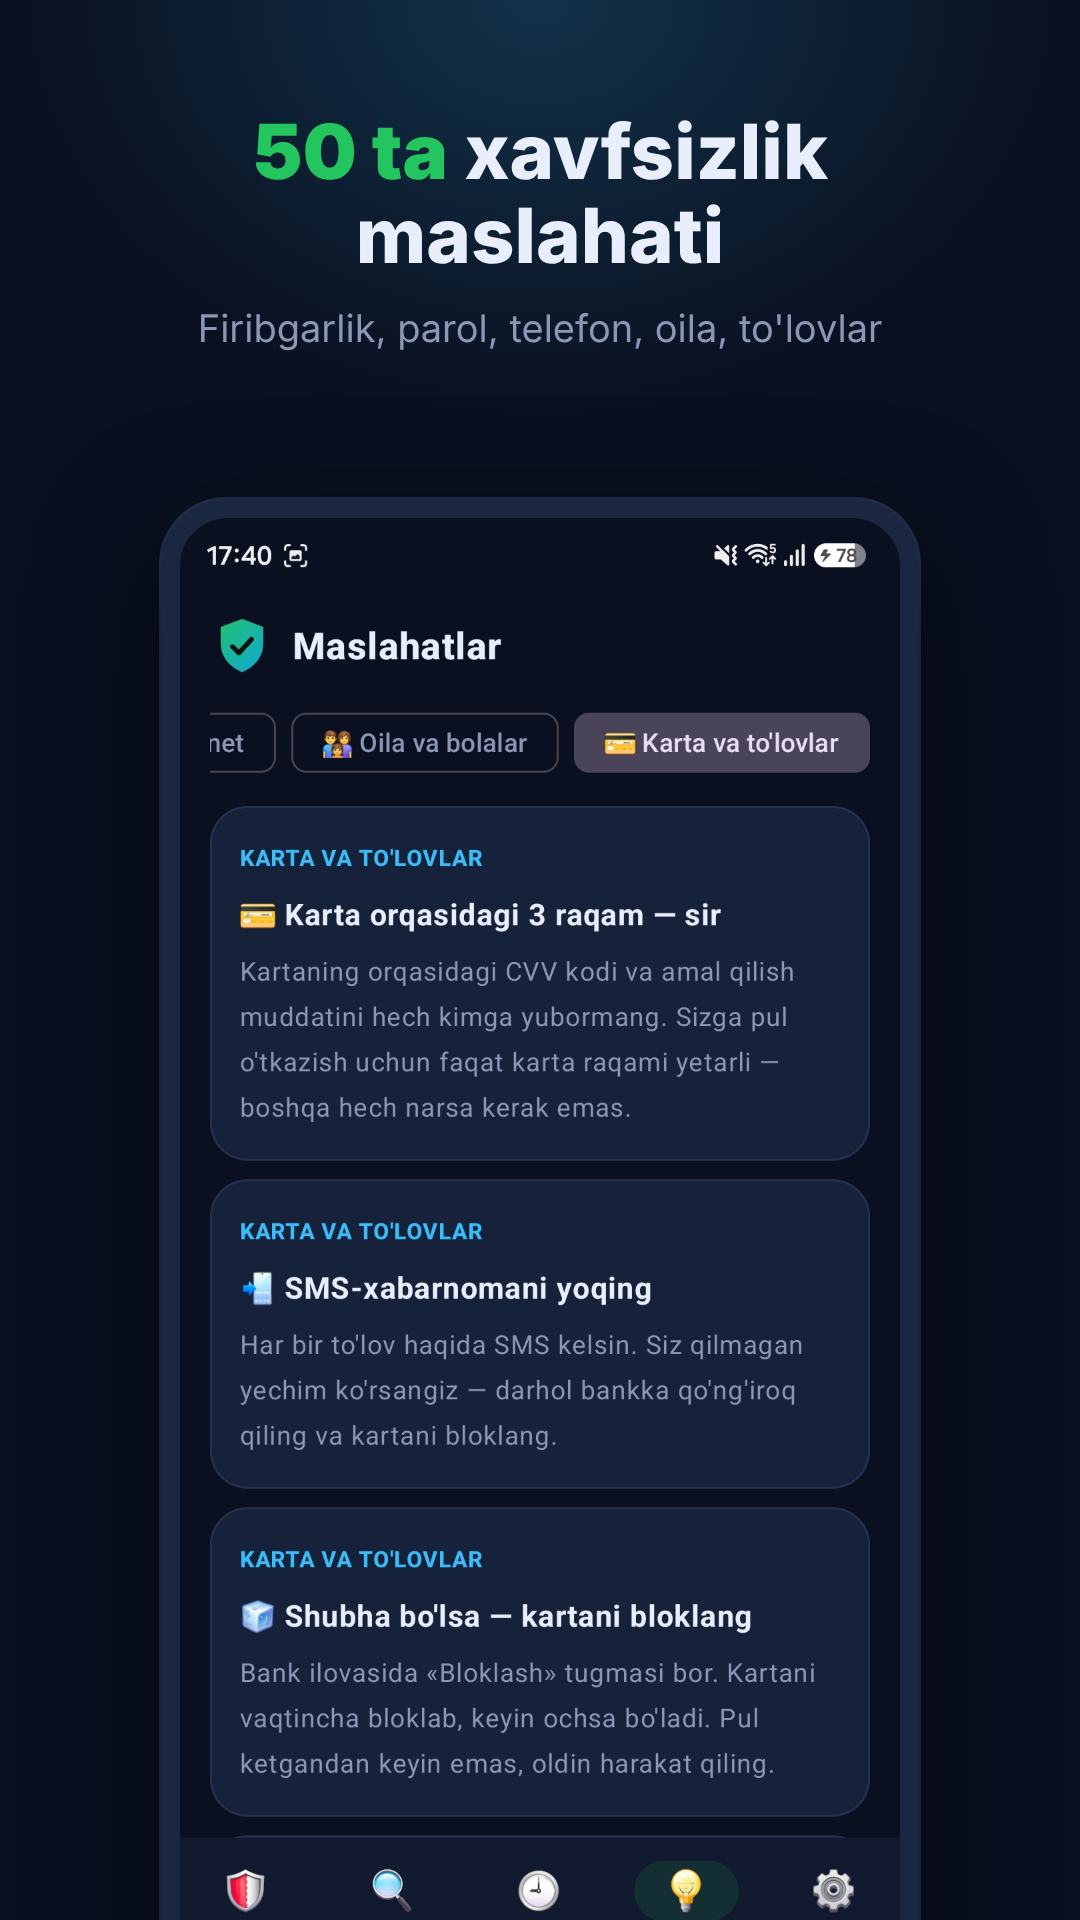 50 ta xavfsizlik
maslahati
Firibgarlik, parol, telefon, oila, to'lovlar
17:40
5
78
Maslahatlar
net
Oila va bolalar
Karta va to'lovlar
KARTA VA TO'LOVLAR
Karta orqasidagi 3 raqam — sir
Kartaning orqasidagi CVV kodi va amal qilish
muddatini hech kimga yubormang. Sizga pul
o'tkazish uchun faqat karta raqami yetarli —
boshqa hech narsa kerak emas.
KARTA VA TO'LOVLAR
SMS-xabarnomani yoqing
Har bir to'lov haqida SMS kelsin. Siz qilmagan
yechim ko'rsangiz — darhol bankka qo'ng'iroq
qiling va kartani bloklang.
KARTA VA TO'LOVLAR
Shubha bo'lsa — kartani bloklang
Bank ilovasida «Bloklash» tugmasi bor. Kartani
vaqtincha bloklab, keyin ochsa bo'ladi. Pul
ketgandan keyin emas, oldin harakat qiling.